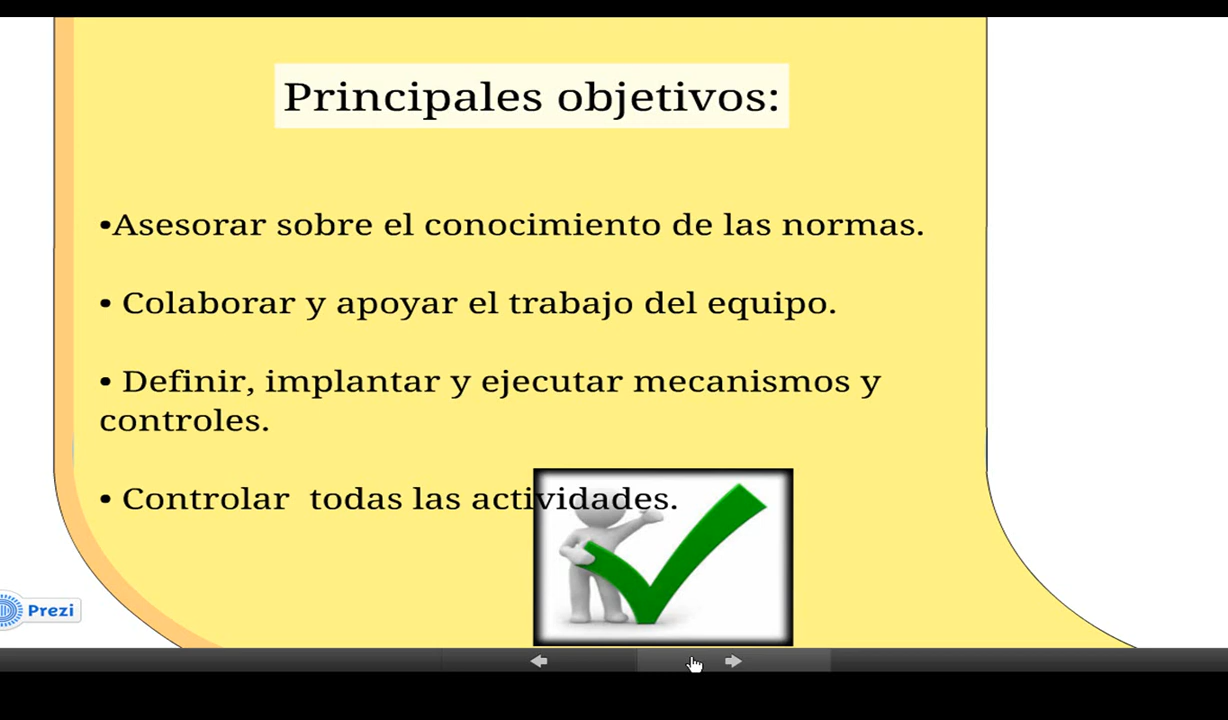 Principales objetivos:
•Asesorar sobre el conocimiento de las normas.
• Colaborar y apoyar el trabajo del equipo.
• Definir, implantar y ejecutar mecanismos y
controles.
• Controlar  todas las actividades.
Prezi